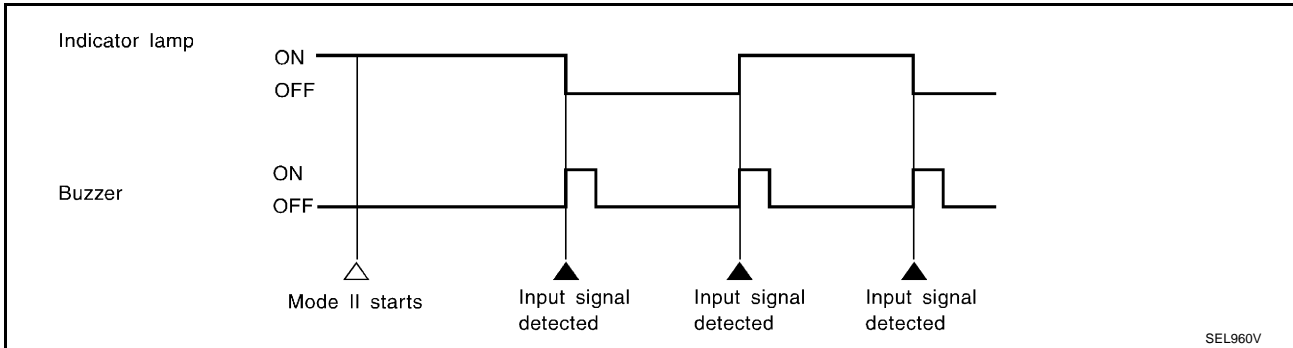 Indicator lamp
ON
OFF
Buzzer
ON
OFF
Mode II starts
Input signal
detected
Input signal
detected
Input signal
detected
SEL960V